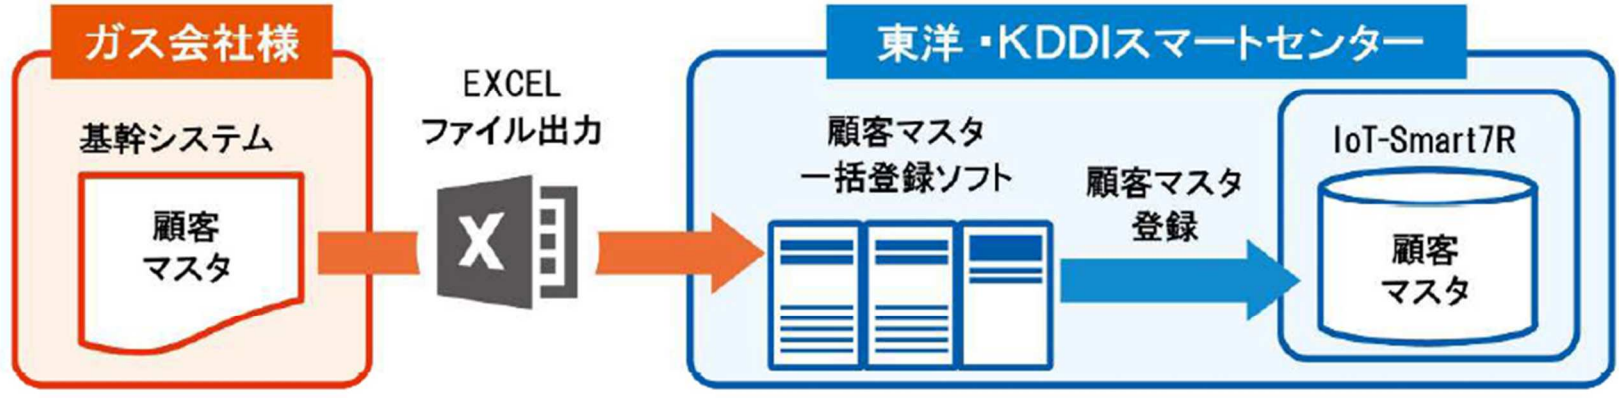 ガス会社様
基幹システム
顧客
マスタ
EXCEL
ファイル出力
X
東洋・KDDIスマートセンター
顧客マスタ
一括登録ソフト
顧客マスタ
登録
IoT-Smart7R
顧客
マスタ